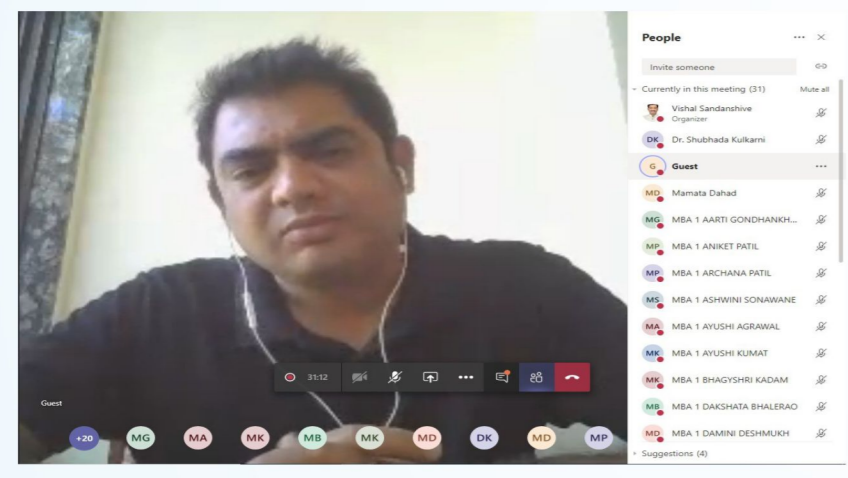 People
Invite someone
Currently in this meeting (31) Mute all
Vishal Sandanshive
Organizer
DK Dr. Shubhada Kulkarni
G Guest
MD Mamata Dahad
MG MBA 1 AARTI GONDHANKH...
MP MBA 1 ANIKET PATIL
MP MBA 1 ARCHANA PATIL
MS MBA 1 ASHWINI SONAWANE
MA MBA 1 AYUSHI AGRAWAL
MK MBA 1 AYUSHI KUMAT
MK MBA 1 BHAGYSHRI KADAM
MB MBA 1 DAKSHATA BHALERAO
MD MBA 1 DAMINI DESHMUKH
Suggestions (4)
31:12
Guest
+20 MG MA MK MB MK MD DK MD MP